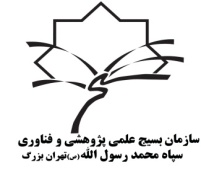 سازمان بسیج علمی پژوهشی و فناوری
سپاه محمد رسول الله(ص)تهران بزرگ